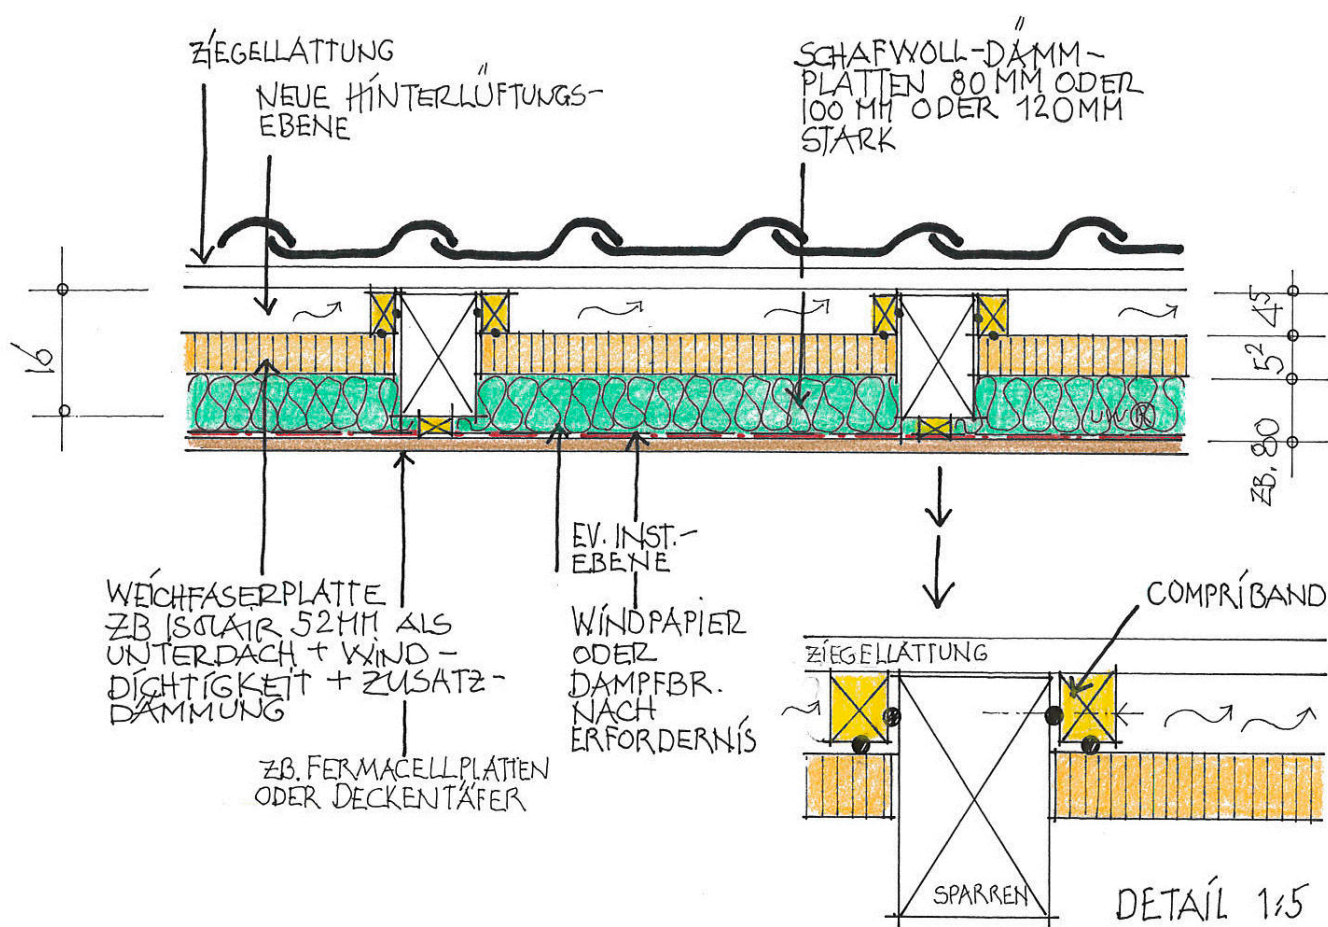 ZIEGELLATTUNG
NEUE HINTERLÜFTUNGS-
EBENE
SCHAFWOLL-DÄMM-
PLATTEN 80 MM ODER
100 MM ODER 120MM
STARK
16
45
5²
ZB. 80
WEICHFASERPLATTE
ZB ISOLAIR 52MM ALS
UNTERDACH + WIND-
DICHTIGKEIT + ZUSATZ-
DÄMMUNG
ZB. FERMACELLPLATTEN
ODER DECKENTÄFER
EV. INST.-
EBENE
WINDPAPIER
ODER
DAMPFBR.
NACH
ERFORDERNIS
COMPRIBAND
ZIEGELLATTUNG
SPARREN
DETAIL 1:5